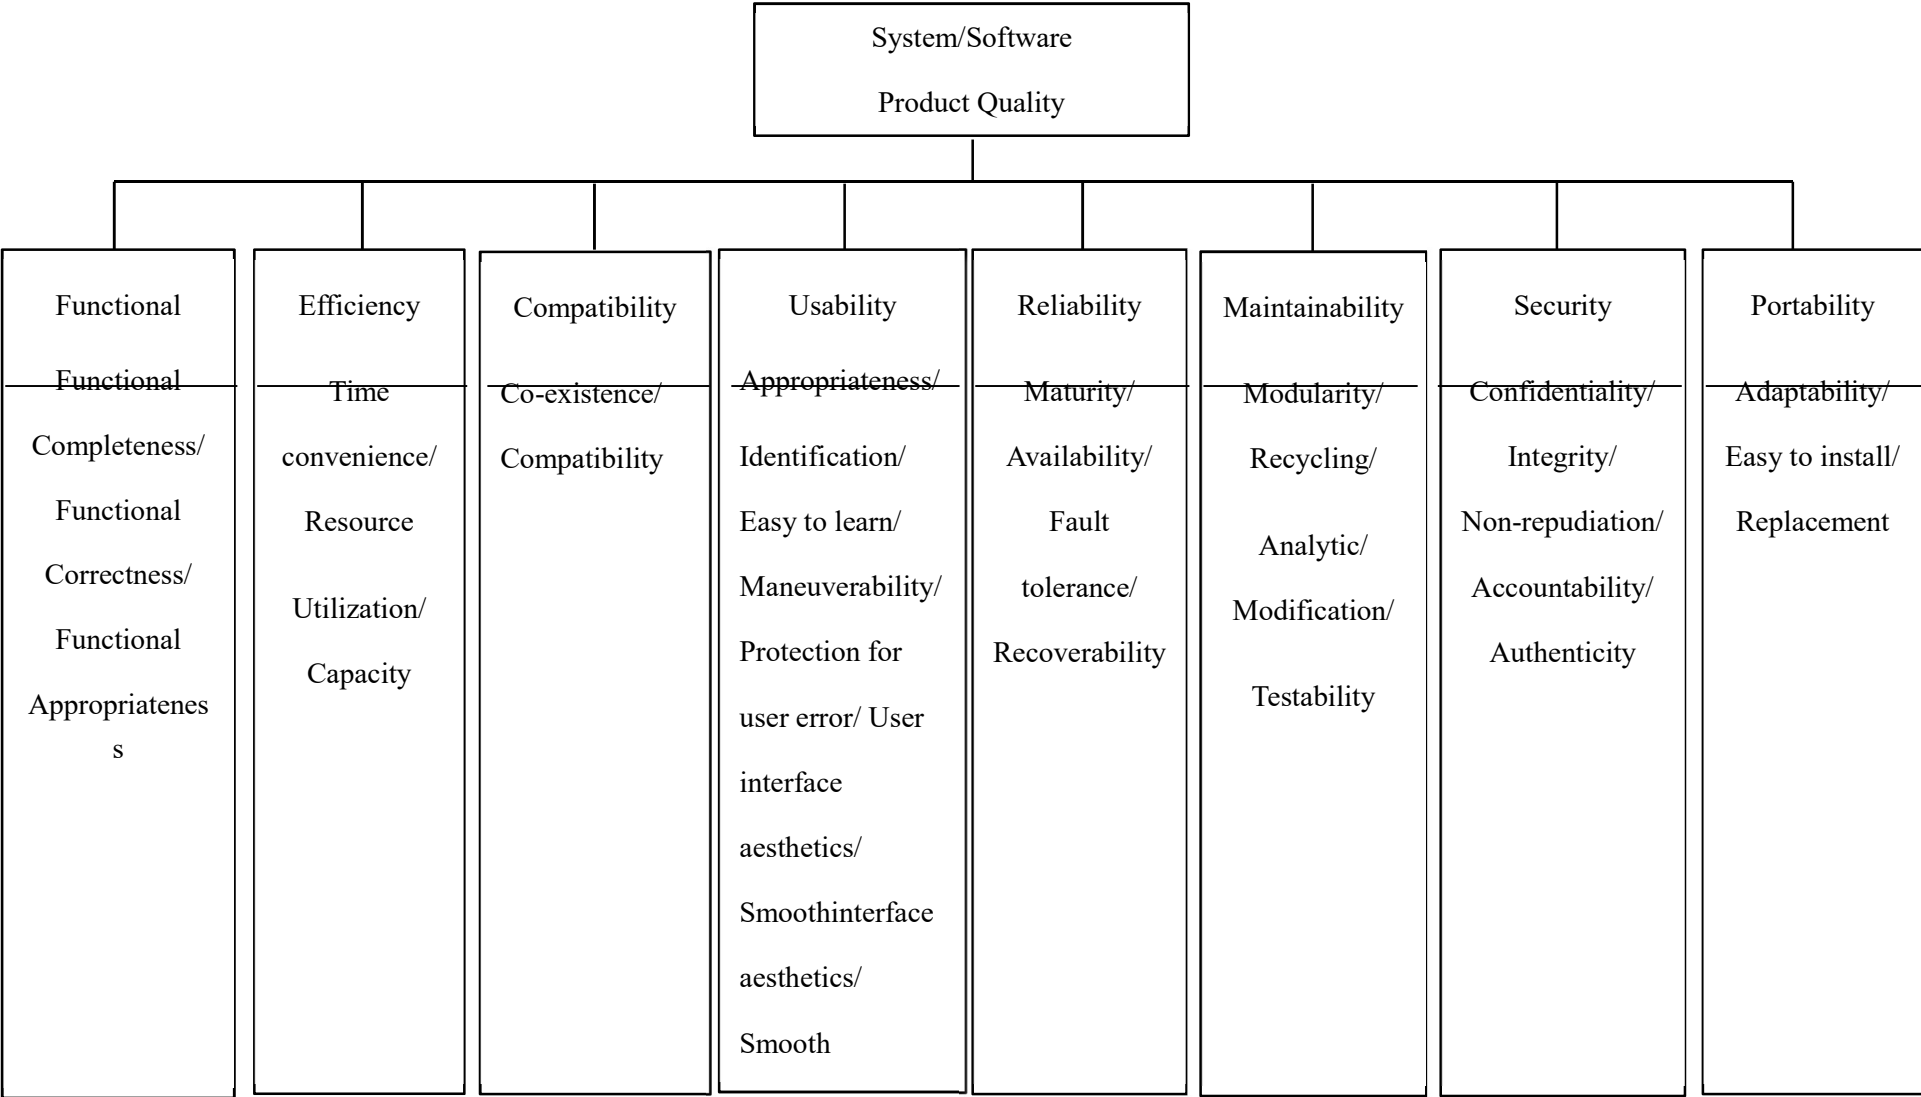 System/Software
Product Quality
Functional
Functional
Completeness/
Functional
Correctness/
Functional
Appropriatenes
s
Efficiency
Time
convenience/
Resource
Utilization/
Capacity
Compatibility
Co-existence/
Compatibility
Usability
Appropriateness/
Identification/
Easy to learn/
Maneuverability/
Protection for
user error/ User
interface
aesthetics/
Smoothinterface
aesthetics/
Smooth
Reliability
Maturity/
Availability/
Fault
tolerance/
Recoverability
Maintainability
Modularity/
Recycling/
Analytic/
Modification/
Testability
Security
Confidentiality/
Integrity/
Non-repudiation/
Accountability/
Authenticity
Portability
Adaptability/
Easy to install/
Replacement